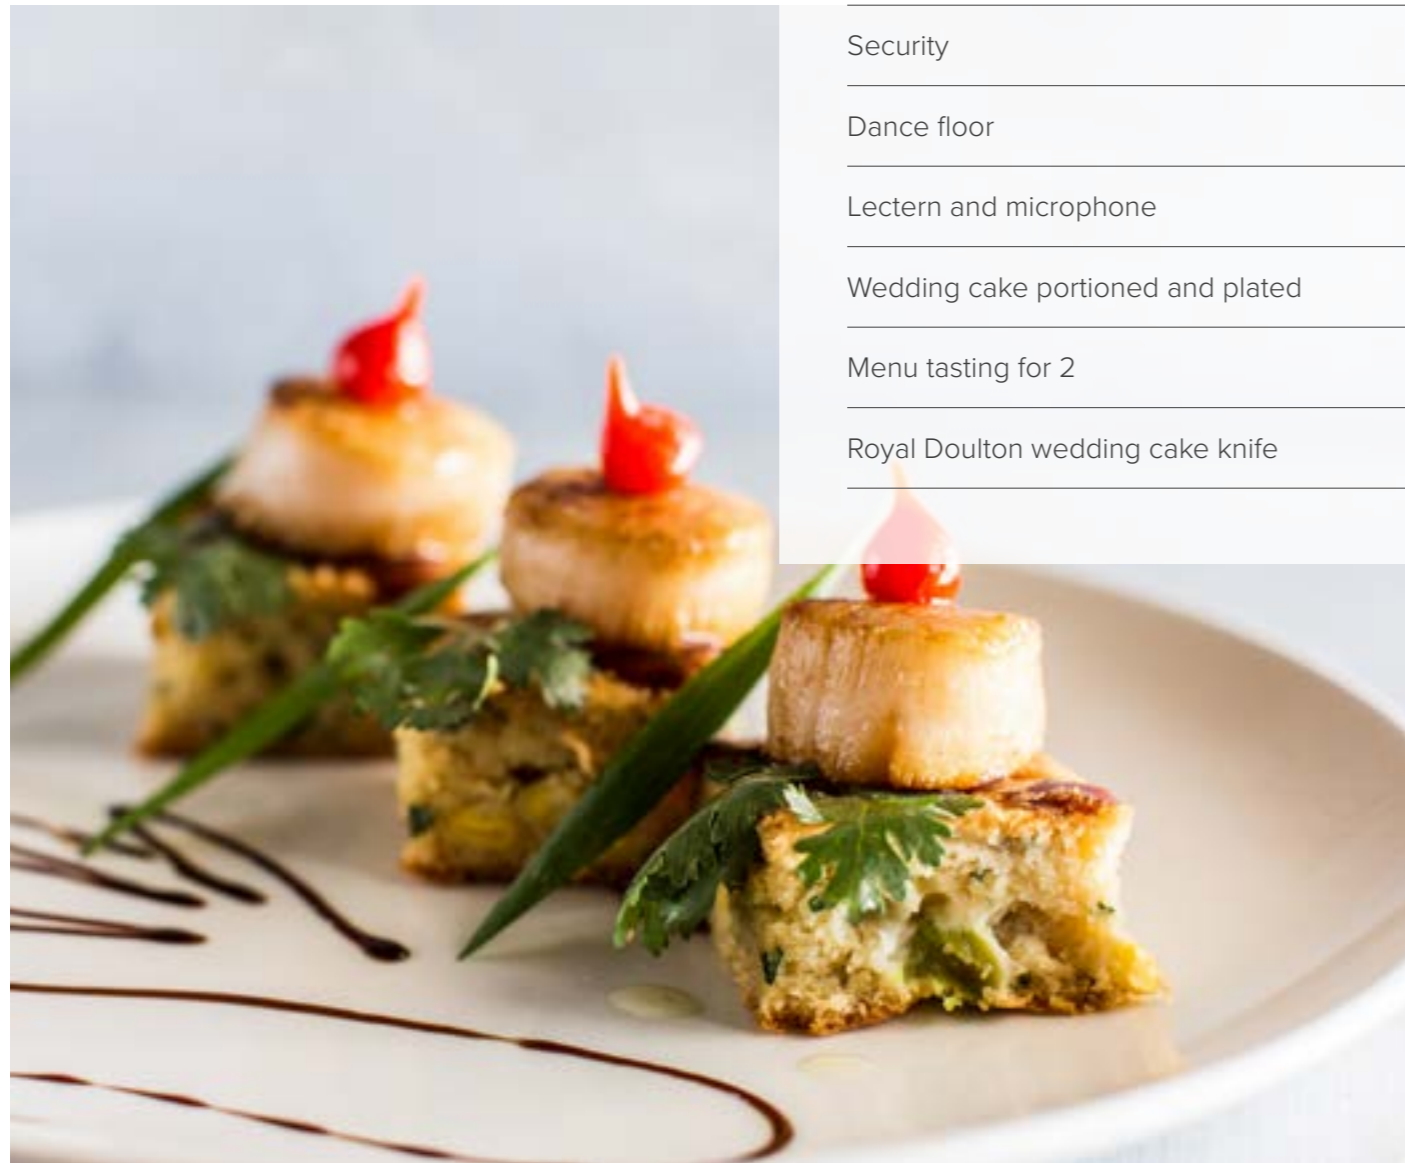 Security
Dance floor
Lectern and microphone
Wedding cake portioned and plated
Menu tasting for 2
Royal Doulton wedding cake knife